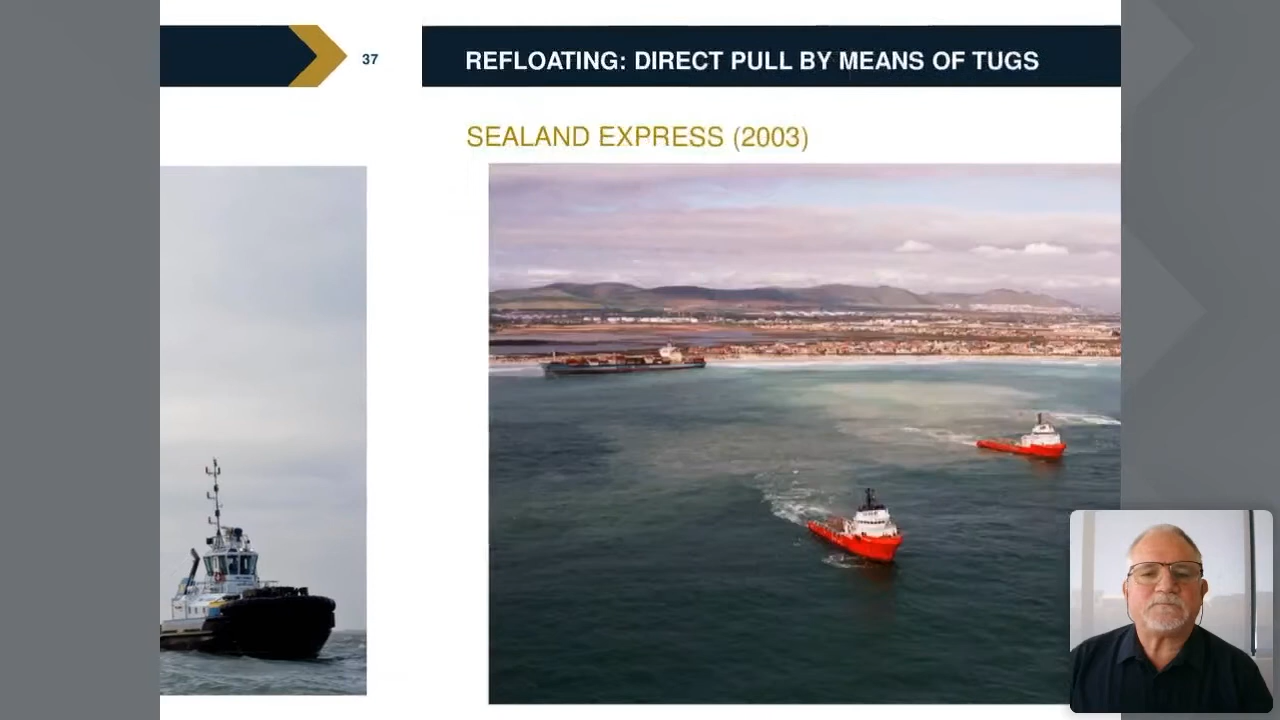 37
REFLOATING: DIRECT PULL BY MEANS OF TUGS
SEALAND EXPRESS (2003)